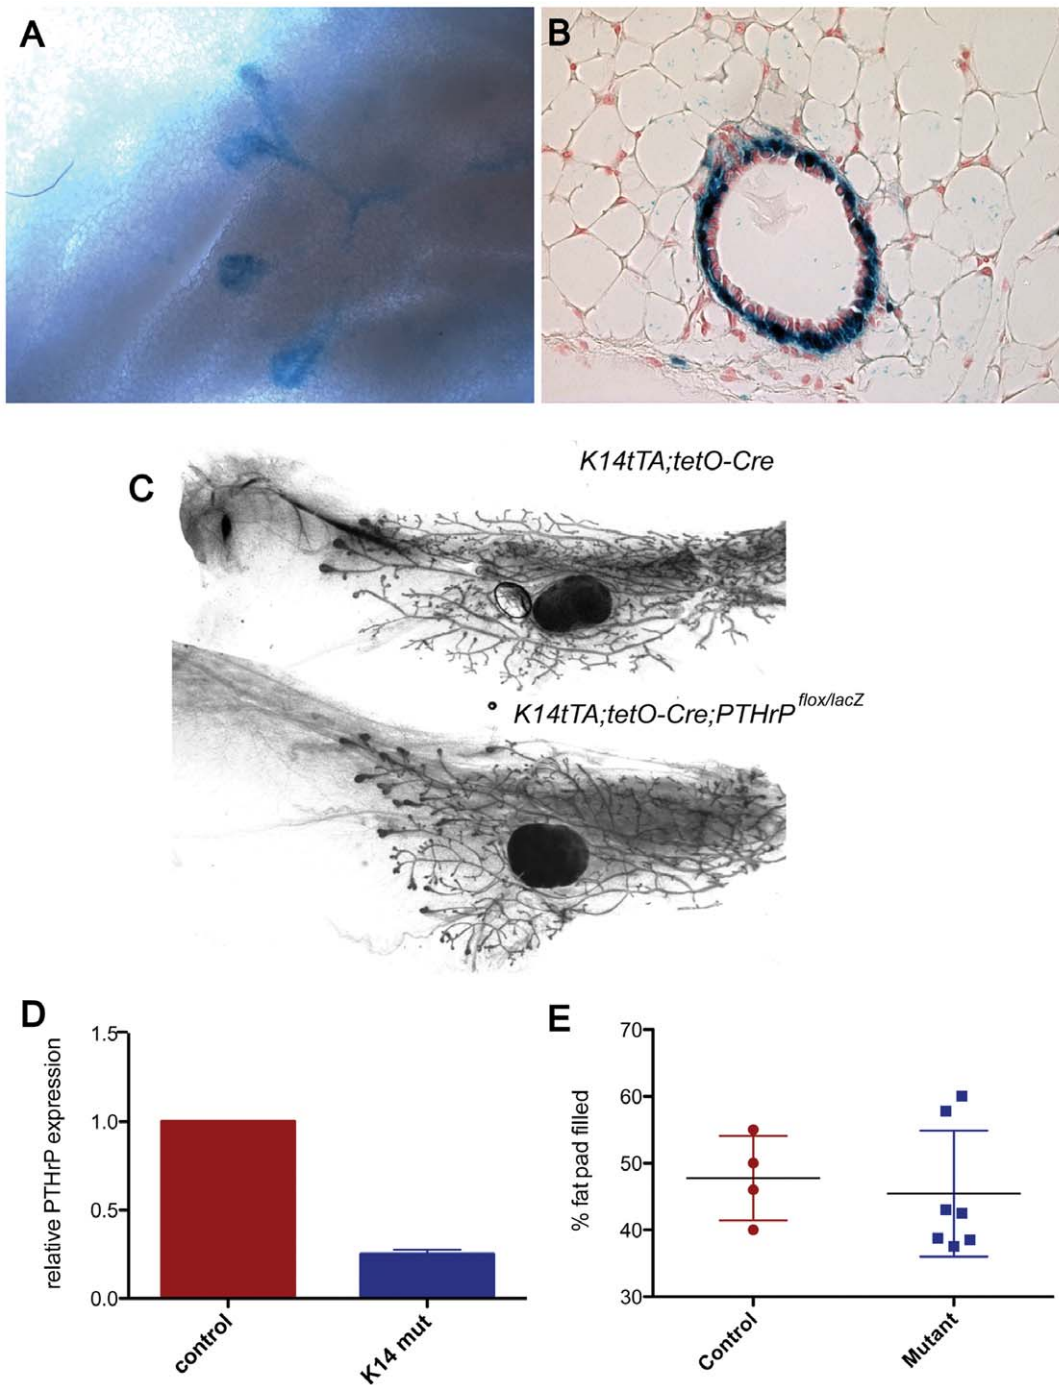 A
B
C
K14tTA;tetO-Cre
K14tTA;tetO-Cre;PTHrP flox/lacZ
D
relative PTHrP expression
1.5
1.0
0.5
0.0
control
K14 mut
E
% fat pad filled
70
60
50
40
30
Control
Mutant